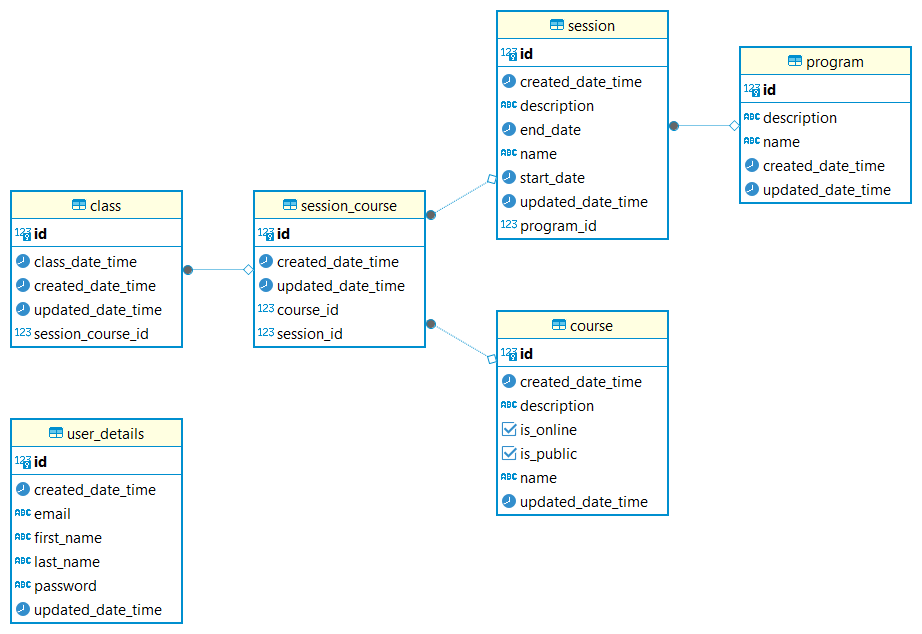 session
123 id
created_date_time
ABC description
end_date
ABC name
start_date
updated_date_time
123 program_id
program
123 id
ABC description
ABC name
created_date_time
updated_date_time
class
123 id
class_date_time
created_date_time
updated_date_time
123 session_course_id
session_course
123 id
created_date_time
updated_date_time
123 course_id
123 session_id
course
123 id
created_date_time
ABC description
is_online
is_public
ABC name
updated_date_time
user_details
123 id
created_date_time
ABC email
ABC first_name
ABC last_name
ABC password
updated_date_time